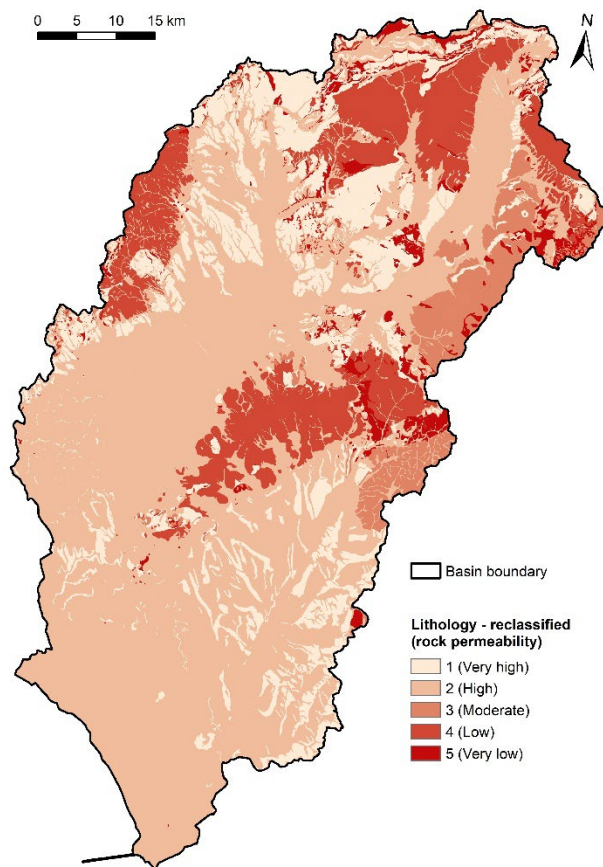 0 5 10 15 km
N
Basin boundary
Lithology - reclassified
(rock permeability)
1 (Very high)
2 (High)
3 (Moderate)
4 (Low)
5 (Very low)